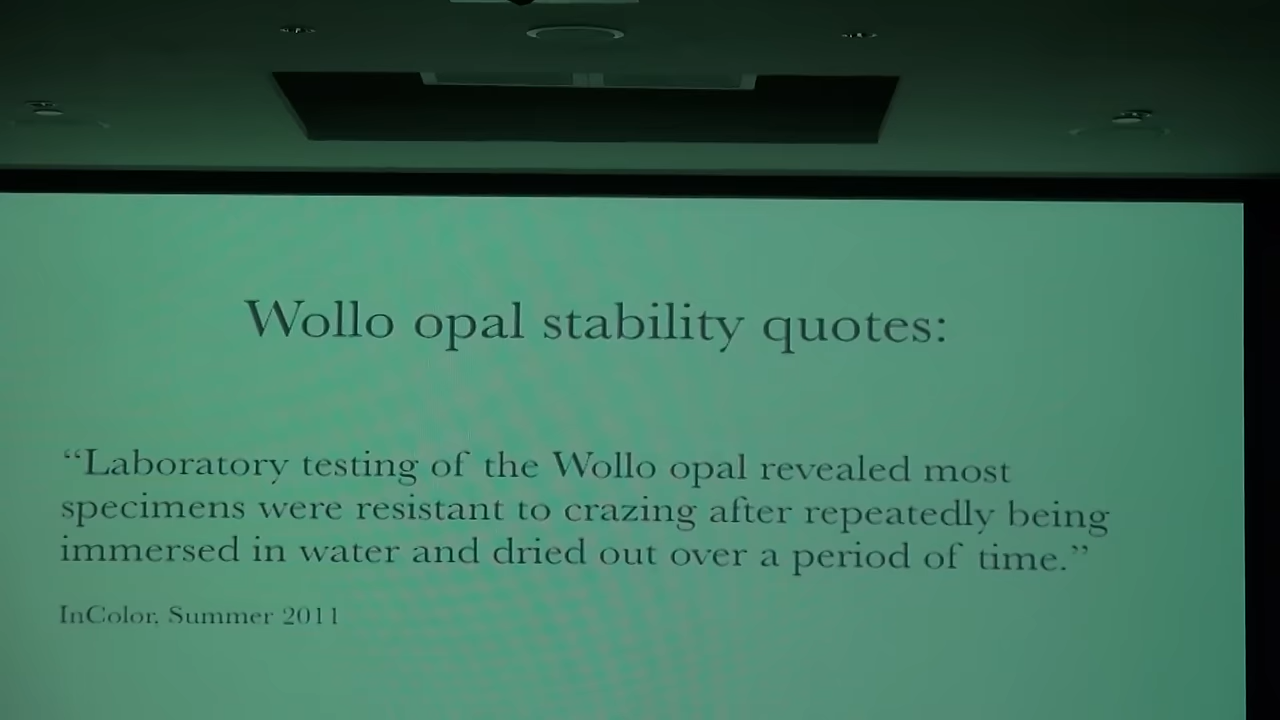 Wollo opal stability quotes:
“Laboratory testing of the Wollo opal revealed most
specimens were resistant to crazing after repeatedly being
immersed in water and dried out over a period of time.”
InColor, Summer 2011